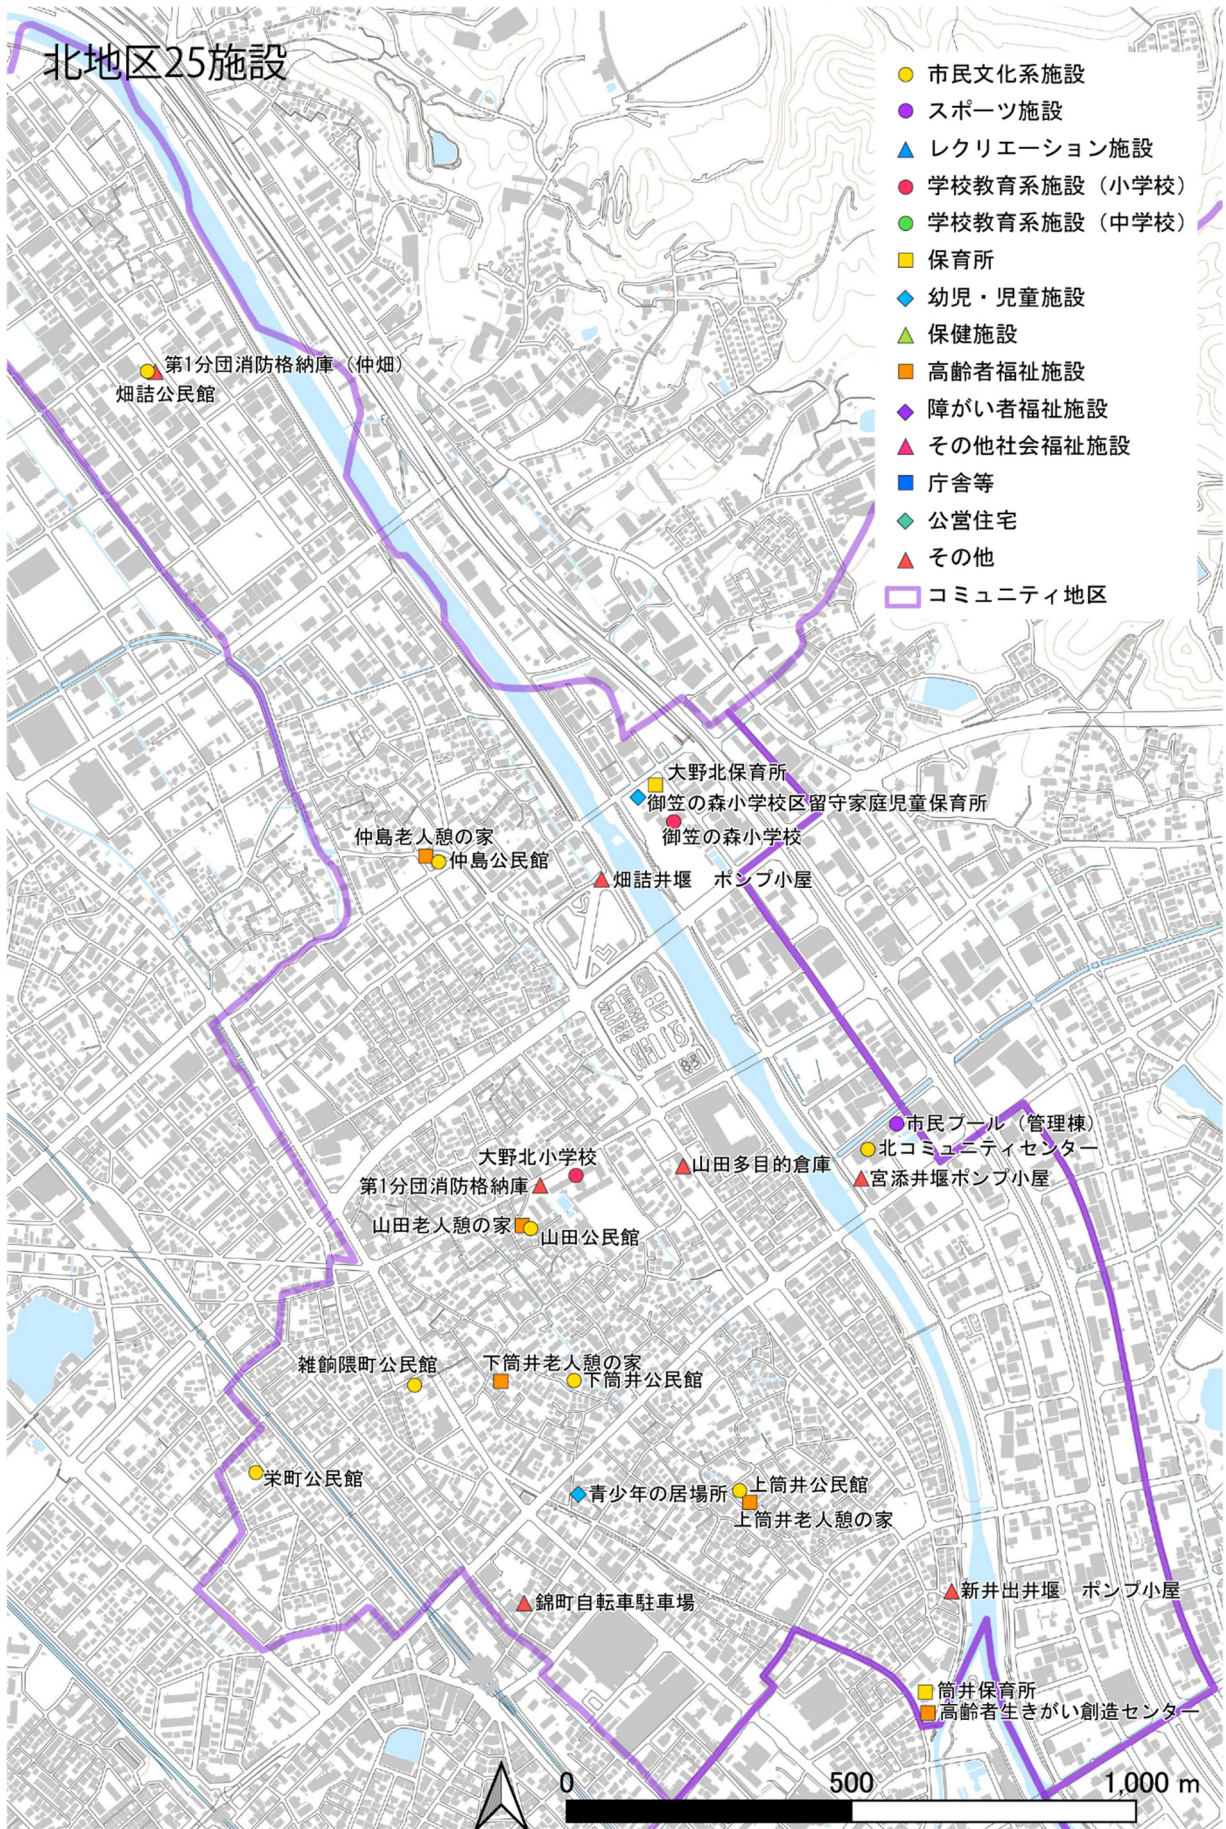 北地区25施設
市民文化系施設
スポーツ施設
レクリエーション施設
学校教育系施設（小学校）
学校教育系施設（中学校）
保育所
幼児・児童施設
保健施設
高齢者福祉施設
障がい者福祉施設
その他社会福祉施設
庁舎等
公営住宅
その他
コミュニティ地区
第1分団消防格納庫（仲畑）
畑詰公民館
大野北保育所
御笠の森小学校区留守家庭児童保育所
御笠の森小学校
仲島老人憩の家
仲島公民館
畑詰井堰　ポンプ小屋
市民プール（管理棟）
北コミュニティセンター
宮添井堰ポンプ小屋
大野北小学校
山田多目的倉庫
第1分団消防格納庫
山田老人憩の家
山田公民館
雑餉隈町公民館
下筒井老人憩の家
下筒井公民館
栄町公民館
青少年の居場所
上筒井公民館
上筒井老人憩の家
新井出井堰　ポンプ小屋
錦町自転車駐車場
筒井保育所
高齢者生きがい創造センター
0 500 1,000 m